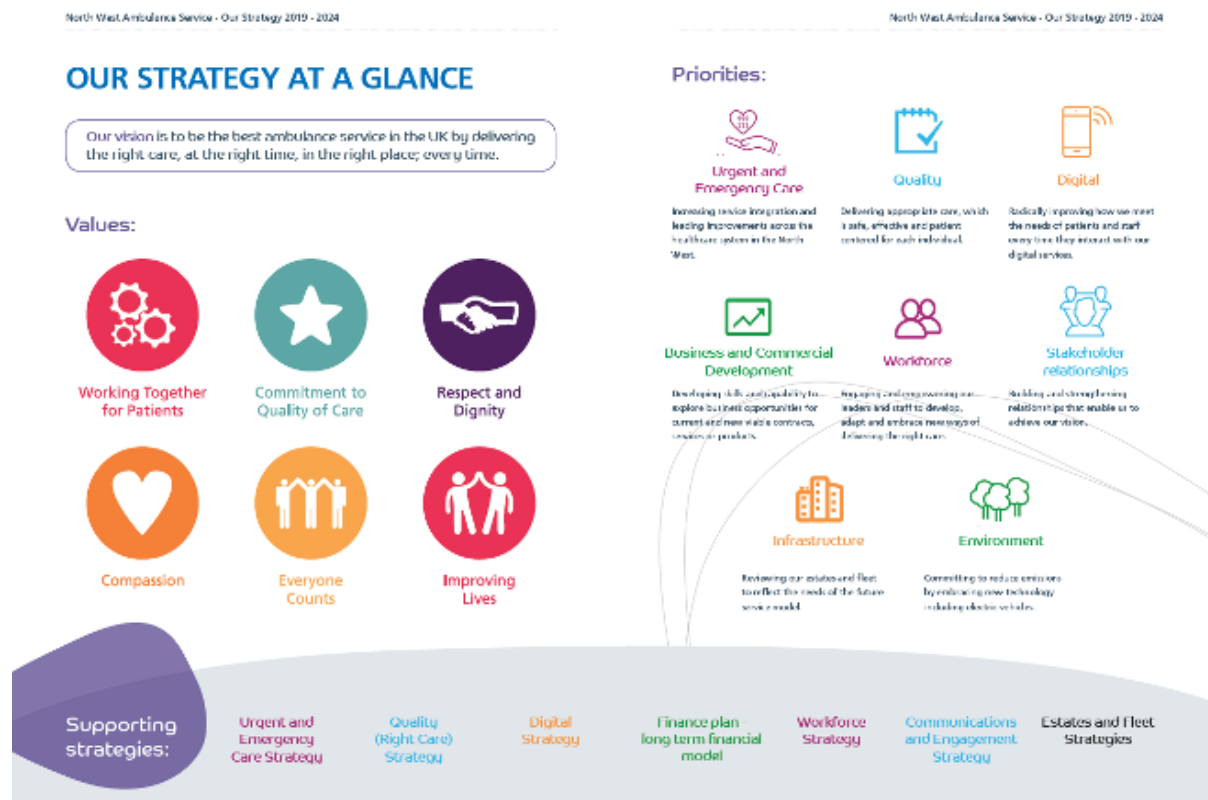 North West Ambulance Service - Our Strategy 2019 - 2024
OUR STRATEGY AT A GLANCE
Our vision is to be the best ambulance service in the UK by delivering
the right care, at the right time, in the right place; every time.
Values:
Working Together
for Patients
Commitment to
Quality of Care
Respect and
Dignity
Compassion
Everyone
Counts
Improving
Lives
North West Ambulance Service - Our Strategy 2019 - 2024
Priorities:
Urgent and
Emergency Care
Increasing service integration and
leading improvements across the
healthcare system in the North
West.
Quality
Delivering appropriate care, which
is safe, effective and patient
centered for each individual.
Digital
Radically improving how we meet
the needs of patients and staff
every time they interact with our
digital services.
Business and Commercial
Development
Developing skills and capability to
explore business opportunities for
current and new viable contracts,
services or products.
Workforce
Engaging and empowering our
leaders and staff to develop,
adapt and embrace new ways of
delivering the right care.
Stakeholder
relationships
Building and strengthening
relationships that enable us to
achieve our vision.
Infrastructure
Reviewing our estates and fleet
to reflect the needs of the future
service model.
Environment
Committing to reduce emissions
by embracing new technology
including electric vehicles.
Supporting
strategies:
Urgent and
Emergency
Care Strategy
Quality
(Right Care)
Strategy
Digital
Strategy
Finance plan -
long term financial
model
Workforce
Strategy
Communications
and Engagement
Strategy
Estates and Fleet
Strategies